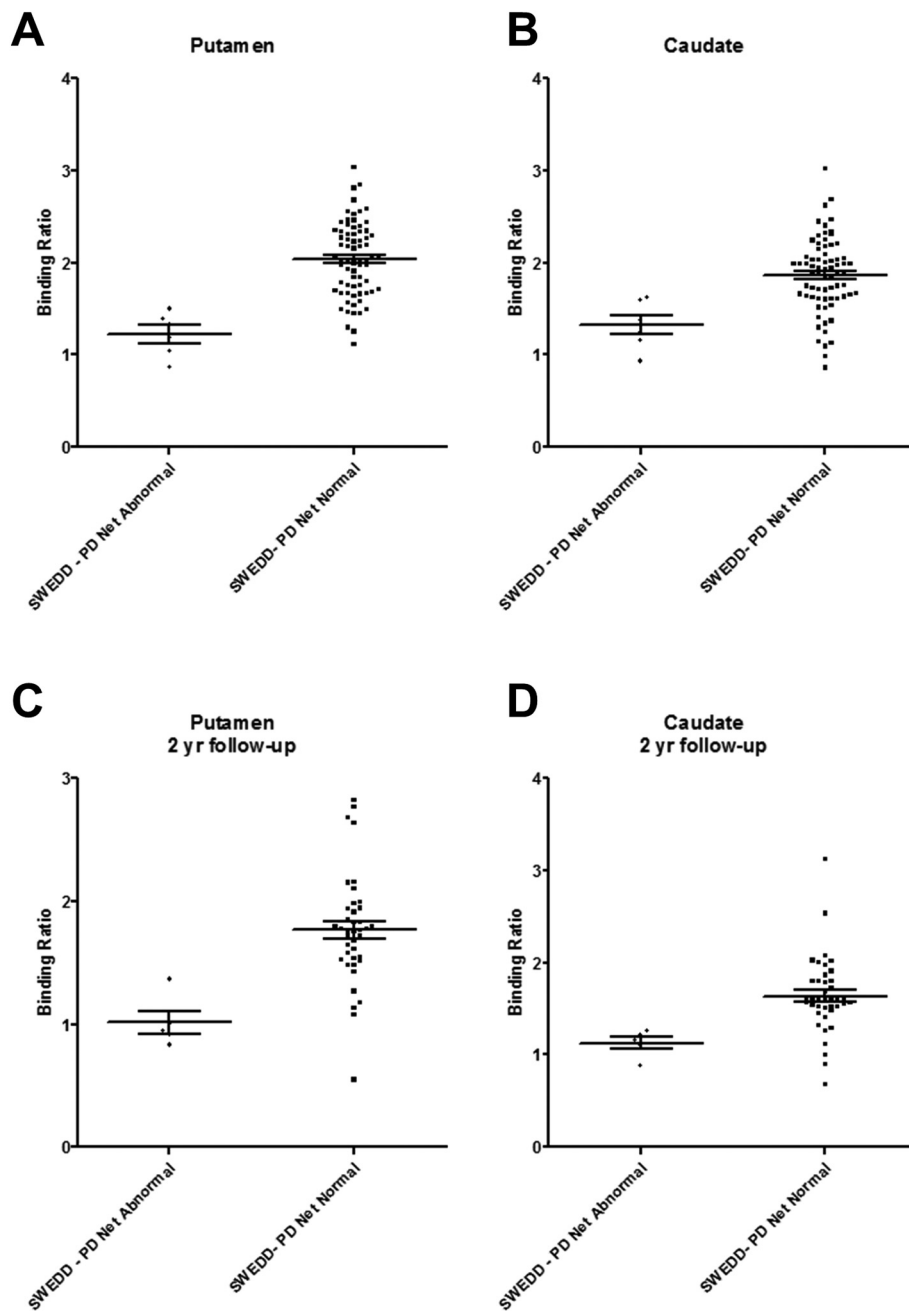 A
Putamen
4
3
2
1
0
Binding Ratio
SWEDD - PD Net Abnormal
SWEDD- PD Net Normal
B
Caudate
4
3
2
1
0
Binding Ratio
SWEDD - PD Net Abnormal
SWEDD- PD Net Normal
C
Putamen
2 yr follow-up
3
2
1
0
Binding Ratio
SWEDD - PD Net Abnormal
SWEDD- PD Net Normal
D
Caudate
2 yr follow-up
4
3
2
1
0
Binding Ratio
SWEDD - PD Net Abnormal
SWEDD- PD Net Normal